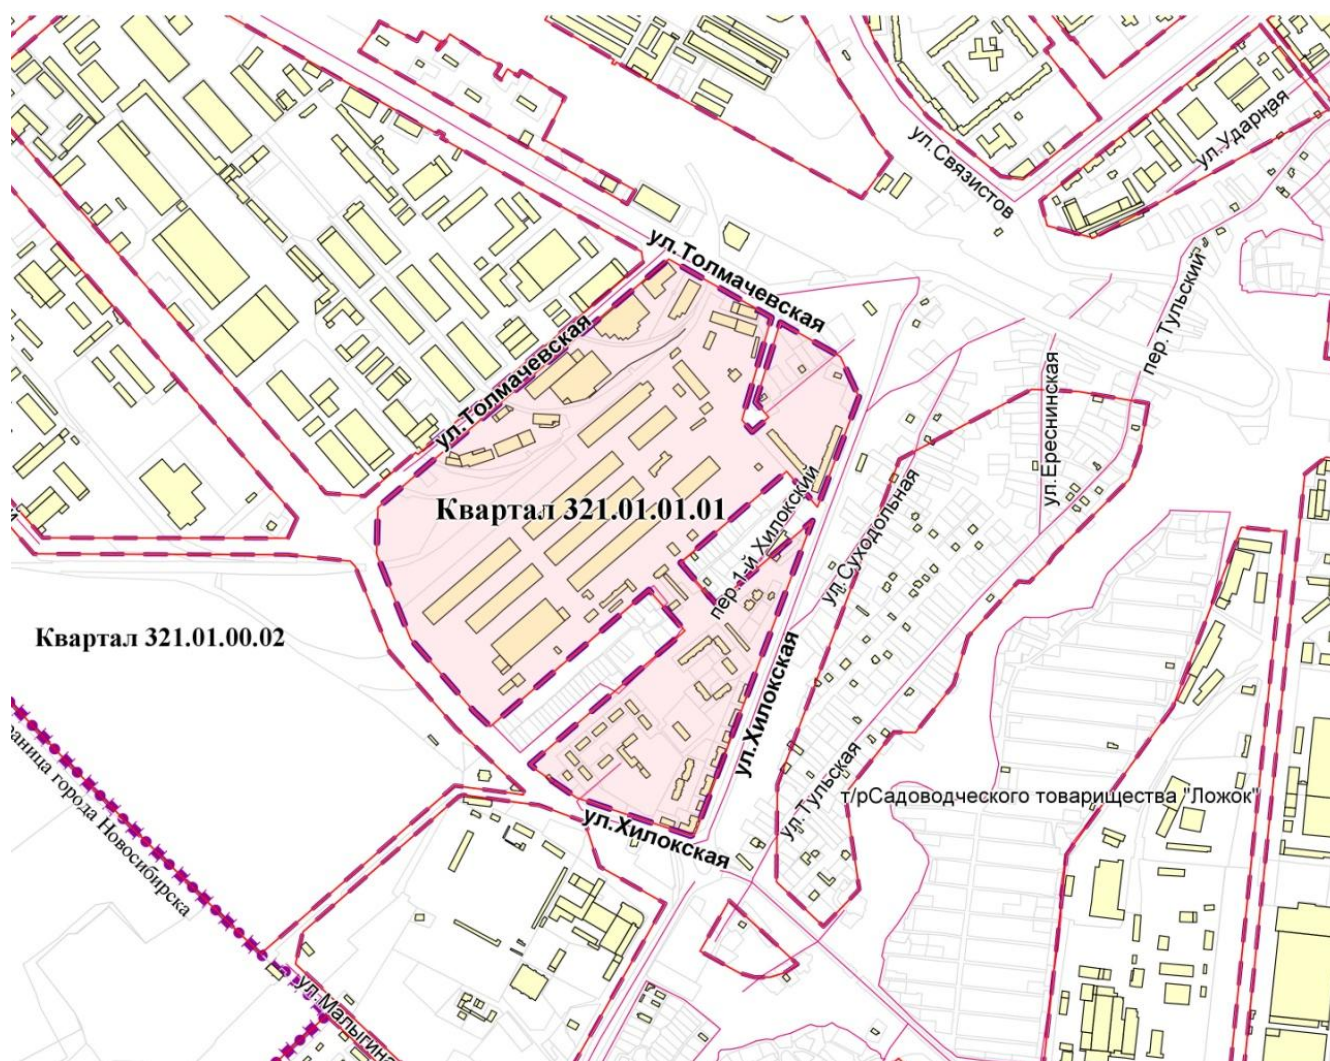 ул.Связистов
ул.Ударная
ул.Толмачевская
пер.Тульский
ул.Толмачевская
ул.Ереснинская
Квартал 321.01.01.01
ул.Суходольная
пер.1-й Хилокский
Квартал 321.01.00.02
ул.Хилокская
ул.Тульская
т/рСадоводческого товарищества "Ложок"
ул.Хилокская
аница города Новосибирска
ул.Малыгина